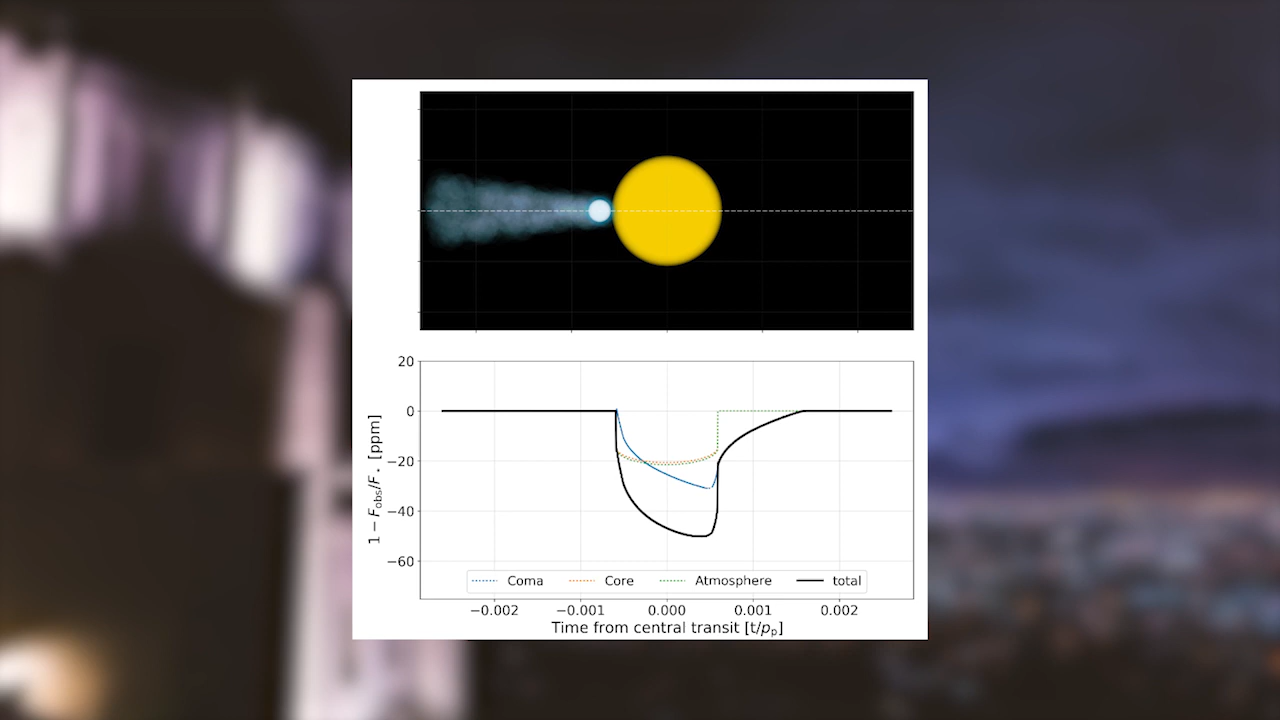 20
0
−20
−40
−60
1 − F_obs/F⋆ [ppm]
Coma Core Atmosphere total
−0.002 −0.001 0.000 0.001 0.002
Time from central transit [t/p_p]